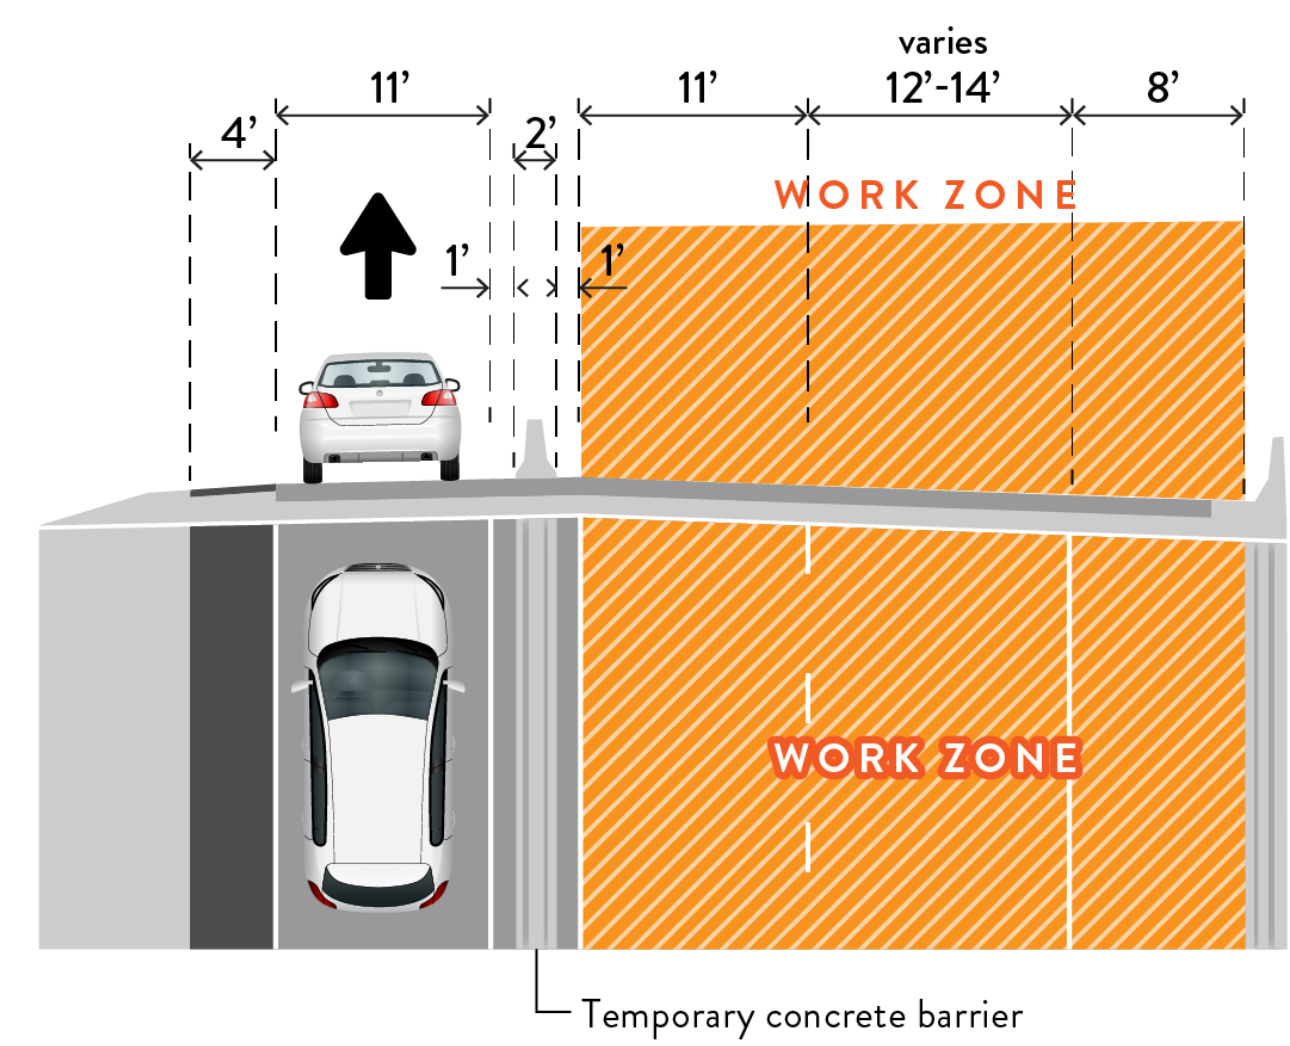 varies
11’
11’
12’-14’
8’
4’
2’
WORK ZONE
1’
1’
WORK ZONE
Temporary concrete barrier